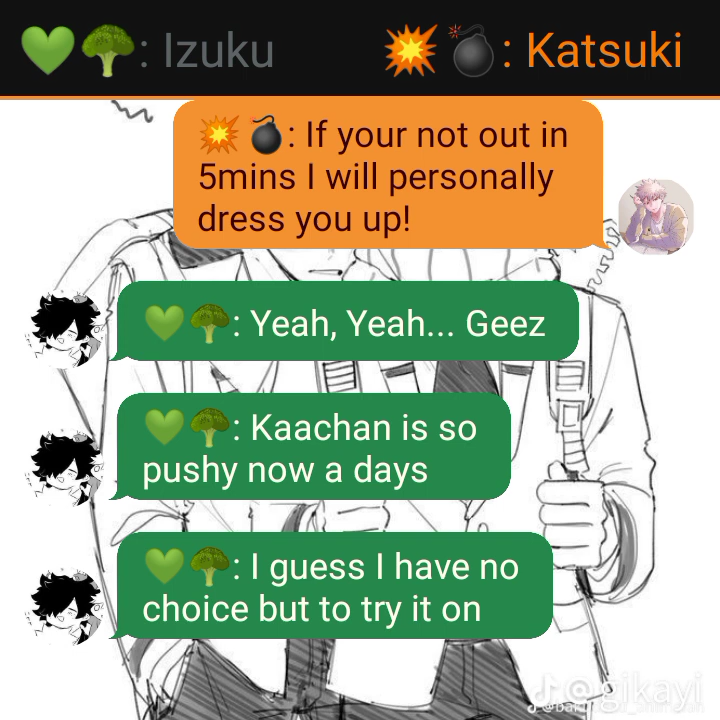 💚🥦: Izuku 💥💣: Katsuki
💥💣: If your not out in
5mins I will personally
dress you up!
💚🥦: Yeah, Yeah... Geez
💚🥦: Kaachan is so
pushy now a days
💚🥦: I guess I have no
choice but to try it on
@gikayi